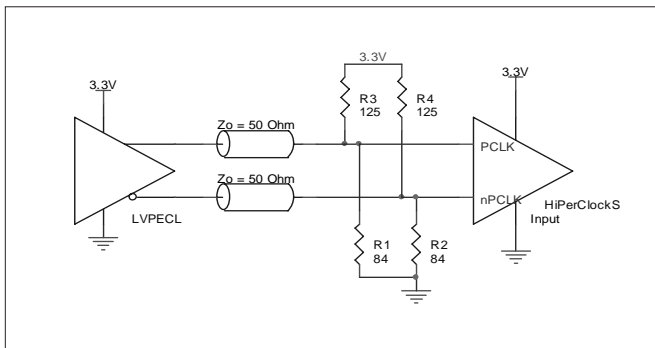 3.3V
3.3V
3.3V
R3
125
R4
125
Zo = 50 Ohm
PCLK
Zo = 50 Ohm
nPCLK
HiPerClockS
Input
LVPECL
R1
84
R2
84